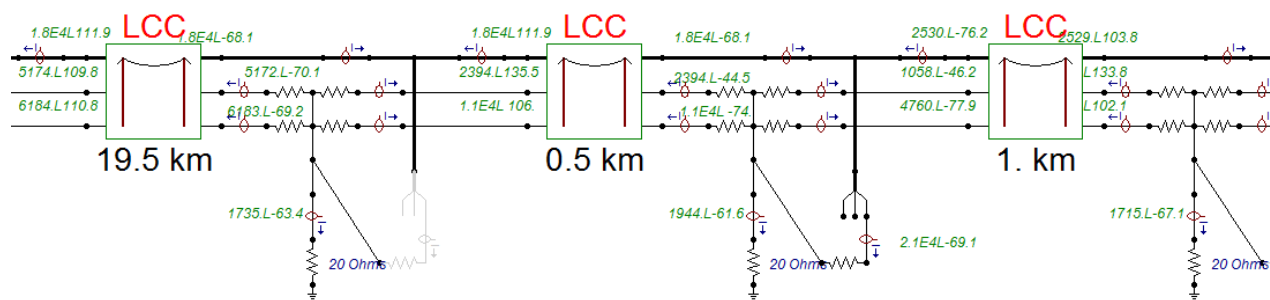 LCC
LCC
LCC
1.8E4L111.9
1.8E4L-68.1
1.8E4L111.9
1.8E4L-68.1
2530.L-76.2
2529.L103.8
5174.L109.8
5172.L-70.1
2394.L135.5
2394.L-44.5
1058.L-46.2
L133.8
6184.L110.8
6183.L-69.2
1.1E4L 106.
1.1E4L -74.
4760.L-77.9
L102.1
19.5 km
0.5 km
1. km
1735.L-63.4
1944.L-61.6
2.1E4L-69.1
1715.L-67.1
20 Ohms
20 Ohms
20 Ohms